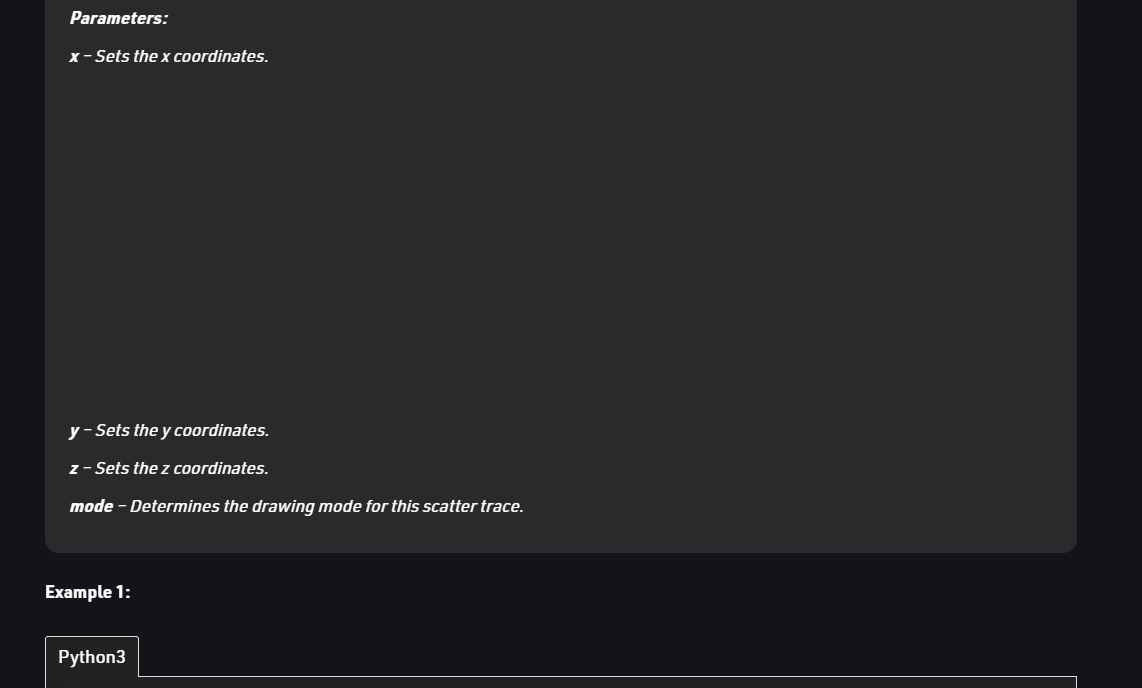 Parameters:
x – Sets the x coordinates.
y – Sets the y coordinates.
z – Sets the z coordinates.
mode – Determines the drawing mode for this scatter trace.
Example 1:
Python3